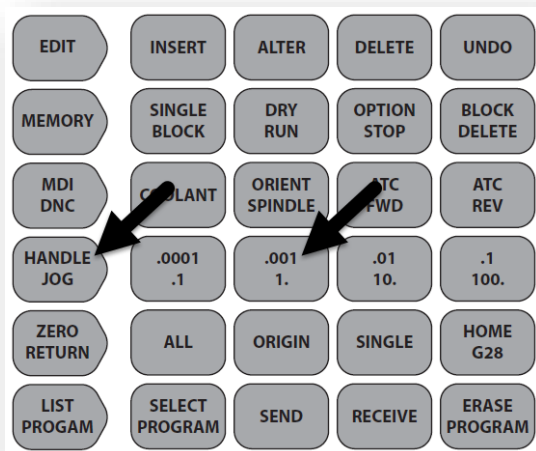 EDIT INSERT ALTER DELETE UNDO
MEMORY SINGLE BLOCK DRY RUN OPTION STOP BLOCK DELETE
MDI DNC COOLANT ORIENT SPINDLE ATC FWD ATC REV
HANDLE JOG .0001 .1 .001 1. .01 10. .1 100.
ZERO RETURN ALL ORIGIN SINGLE HOME G28
LIST PROGAM SELECT PROGRAM SEND RECEIVE ERASE PROGRAM